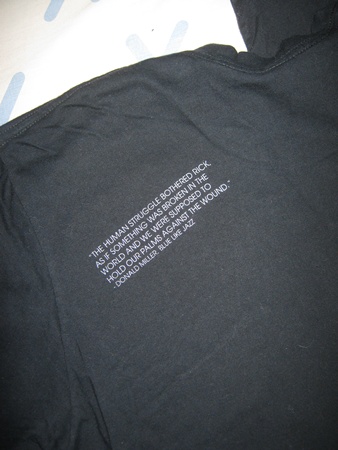 "THE HUMAN STRUGGLE BOTHERED RICK,
AS IF SOMETHING WAS BROKEN IN THE
WORLD AND WE WERE SUPPOSED TO
HOLD OUR PALMS AGAINST THE WOUND."
- DONALD MILLER, BLUE LIKE JAZZ